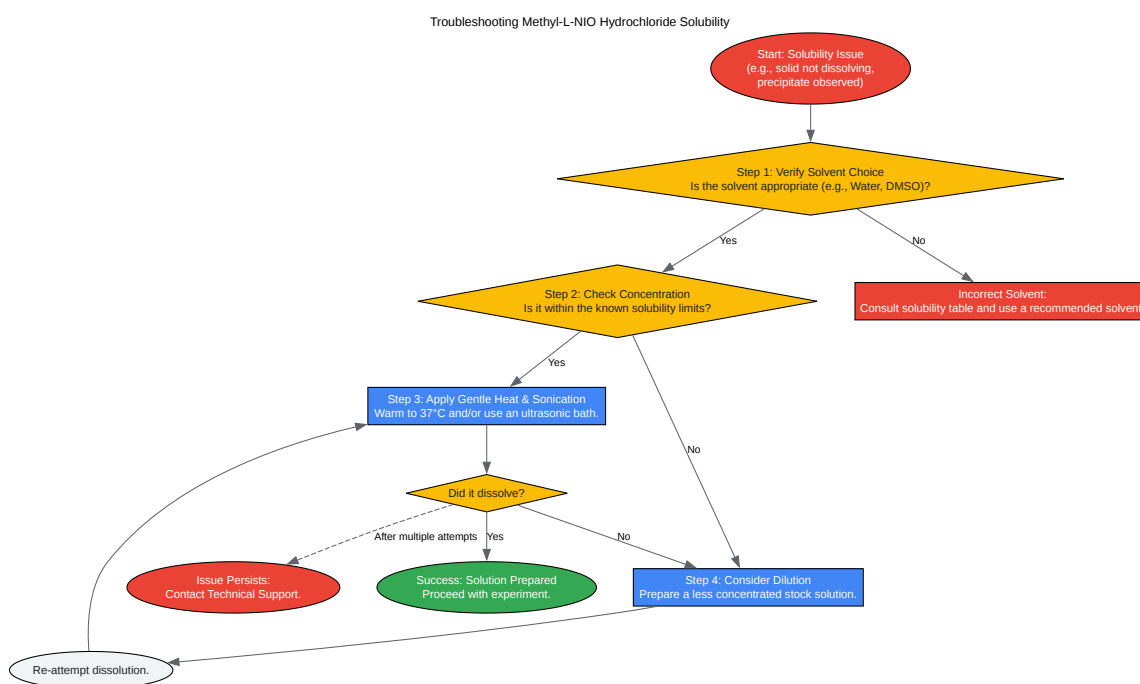 Troubleshooting Methyl-L-NIO Hydrochloride Solubility
Start: Solubility Issue
(e.g., solid not dissolving,
precipitate observed)
Step 1: Verify Solvent Choice
Is the solvent appropriate (e.g., Water, DMSO)?
Yes
No
Step 2: Check Concentration
Is it within the known solubility limits?
Incorrect Solvent:
Consult solubility table and use a recommended solvent
Yes
Step 3: Apply Gentle Heat & Sonication
Warm to 37°C and/or use an ultrasonic bath.
No
Did it dissolve?
After multiple attempts
Yes
No
Issue Persists:
Contact Technical Support.
Success: Solution Prepared
Proceed with experiment.
Step 4: Consider Dilution
Prepare a less concentrated stock solution.
Re-attempt dissolution.